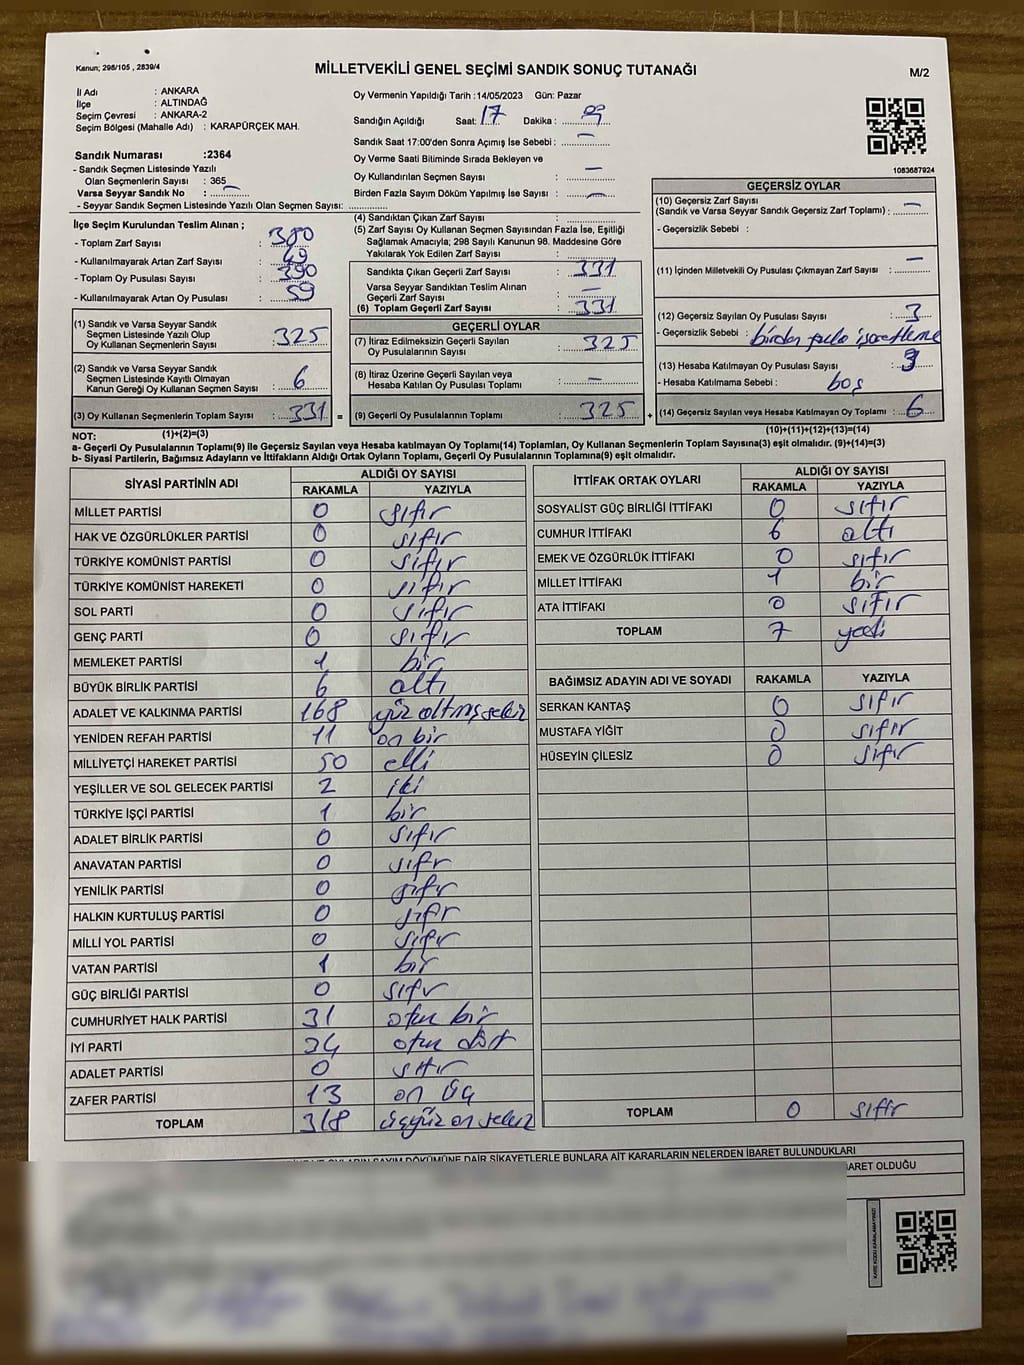 Kanun; 298/105 , 2839/4
MİLLETVEKİLİ GENEL SEÇİMİ SANDIK SONUÇ TUTANAĞI
M/2
İl Adı : ANKARA
İlçe : ALTINDAĞ
Seçim Çevresi : ANKARA-2
Seçim Bölgesi (Mahalle Adı) : KARAPÜRÇEK MAH.
Oy Vermenin Yapıldığı Tarih :14/05/2023 Gün: Pazar
Sandığın Açıldığı Saat: 17 Dakika :
Sandık Saat 17:00'den Sonra Açımış İse Sebebi : —
Oy Verme Saati Bitiminde Sırada Bekleyen ve
Oy Kullandırılan Seçmen Sayısı : —
Birden Fazla Sayım Döküm Yapılmış İse Sayısı : —
1083687924
Sandık Numarası :2364
- Sandık Seçmen Listesinde Yazılı
Olan Seçmenlerin Sayısı : 365
Varsa Seyyar Sandık No : —
- Seyyar Sandık Seçmen Listesinde Yazılı Olan Seçmen Sayısı:
İlçe Seçim Kurulundan Teslim Alınan ;
- Toplam Zarf Sayısı : 380
- Kullanılmayarak Artan Zarf Sayısı : 49
- Toplam Oy Pusulası Sayısı : 390
- Kullanılmayarak Artan Oy Pusulası : 59
(1) Sandık ve Varsa Seyyar Sandık
Seçmen Listesinde Yazılı Olup
Oy Kullanan Seçmenlerin Sayısı : 325
(2) Sandık ve Varsa Seyyar Sandık
Seçmen Listesinde Kayıtlı Olmayan
Kanun Gereği Oy Kullanan Seçmen Sayısı : 6
(3) Oy Kullanan Seçmenlerin Toplam Sayısı : 331 =
(4) Sandıktan Çıkan Zarf Sayısı :
(5) Zarf Sayısı Oy Kullanan Seçmen Sayısından Fazla İse, Eşitliği
Sağlamak Amacıyla; 298 Sayılı Kanunun 98. Maddesine Göre
Yakılarak Yok Edilen Zarf Sayısı :
Sandıkta Çıkan Geçerli Zarf Sayısı : 331
Varsa Seyyar Sandıktan Teslim Alınan
Geçerli Zarf Sayısı : —
(6) Toplam Geçerli Zarf Sayısı : 331
GEÇERLİ OYLAR
(7) İtiraz Edilmeksizin Geçerli Sayılan
Oy Pusulalarının Sayısı : 325
(8) İtiraz Üzerine Geçerli Sayılan veya
Hesaba Katılan Oy Pusulası Toplamı : —
(9) Geçerli Oy Pusulalarının Toplamı : 325 +
GEÇERSİZ OYLAR
(10) Geçersiz Zarf Sayısı
(Sandık ve Varsa Seyyar Sandık Geçersiz Zarf Toplamı) : —
- Geçersizlik Sebebi :
(11) İçinden Milletvekili Oy Pusulası Çıkmayan Zarf Sayısı : —
(12) Geçersiz Sayılan Oy Pusulası Sayısı : 3
- Geçersizlik Sebebi : birden fazla işaretleme
(13) Hesaba Katılmayan Oy Pusulası Sayısı : 3
- Hesaba Katılmama Sebebi : boş
(14) Geçersiz Sayılan veya Hesaba Katılmayan Oy Toplamı : 6
NOT: (1)+(2)=(3)
(10)+(11)+(12)+(13)=(14)
a- Geçerli Oy Pusulalarının Toplamı(9) ile Geçersiz Sayılan veya Hesaba katılmayan Oy Toplamı(14) Toplamları, Oy Kullanan Seçmenlerin Toplam Sayısına(3) eşit olmalıdır. (9)+(14)=(3)
b- Siyasi Partilerin, Bağımsız Adayların ve İttifakların Aldığı Ortak Oyların Toplamı, Geçerli Oy Pusulalarının Toplamına(9) eşit olmalıdır.
SİYASİ PARTİNİN ADI ALDIĞI OY SAYISI
RAKAMLA YAZIYLA
MİLLET PARTİSİ 0 sıfır
HAK VE ÖZGÜRLÜKLER PARTİSİ 0 sıfır
TÜRKİYE KOMÜNİST PARTİSİ 0 sıfır
TÜRKİYE KOMÜNİST HAREKETİ 0 sıfır
SOL PARTİ 0 sıfır
GENÇ PARTİ 0 sıfır
MEMLEKET PARTİSİ 1 bir
BÜYÜK BİRLİK PARTİSİ 6 altı
ADALET VE KALKINMA PARTİSİ 168 yüz altmış sekiz
YENİDEN REFAH PARTİSİ 11 on bir
MİLLİYETÇİ HAREKET PARTİSİ 50 elli
YEŞİLLER VE SOL GELECEK PARTİSİ 2 iki
TÜRKİYE İŞÇİ PARTİSİ 1 bir
ADALET BİRLİK PARTİSİ 0 sıfır
ANAVATAN PARTİSİ 0 sıfır
YENİLİK PARTİSİ 0 sıfır
HALKIN KURTULUŞ PARTİSİ 0 sıfır
MİLLİ YOL PARTİSİ 0 sıfır
VATAN PARTİSİ 1 bir
GÜÇ BİRLİĞİ PARTİSİ 0 sıfır
CUMHURİYET HALK PARTİSİ 31 otuz bir
İYİ PARTİ 34 otuz dört
ADALET PARTİSİ 0 sıfır
ZAFER PARTİSİ 13 on üç
TOPLAM 318 üçyüz on sekiz
İTTİFAK ORTAK OYLARI ALDIĞI OY SAYISI
RAKAMLA YAZIYLA
SOSYALİST GÜÇ BİRLİĞİ İTTİFAKI 0 sıfır
CUMHUR İTTİFAKI 6 altı
EMEK VE ÖZGÜRLÜK İTTİFAKI 0 sıfır
MİLLET İTTİFAKI 1 bir
ATA İTTİFAKI 0 sıfır
TOPLAM 7 yedi
BAĞIMSIZ ADAYIN ADI VE SOYADI RAKAMLA YAZIYLA
SERKAN KANTAŞ 0 sıfır
MUSTAFA YİĞİT 0 sıfır
HÜSEYİN ÇİLESİZ 0 sıfır
TOPLAM 0 sıfır
OYLARIN SAYIM DÖKÜMÜNE DAİR ŞİKAYETLERLE BUNLARA AİT KARARLARIN NELERDEN İBARET BULUNDUKLARI
BARET OLDUĞU